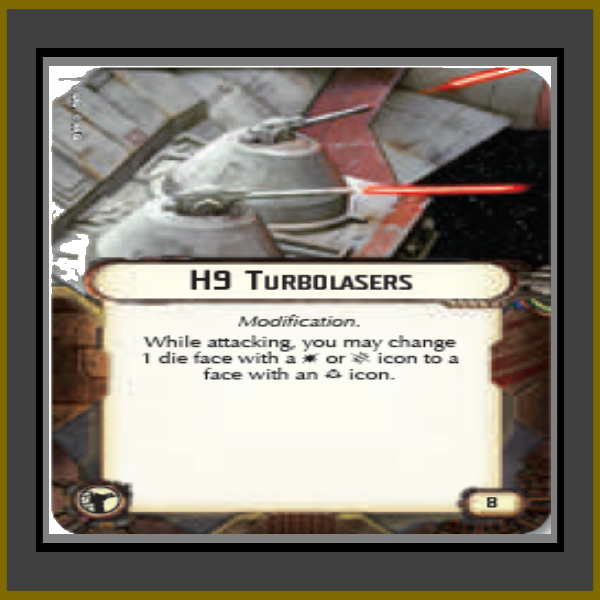 H9 TURBOLASERS
Modification.
While attacking, you may change
1 die face with a or icon to a
face with an icon.
8